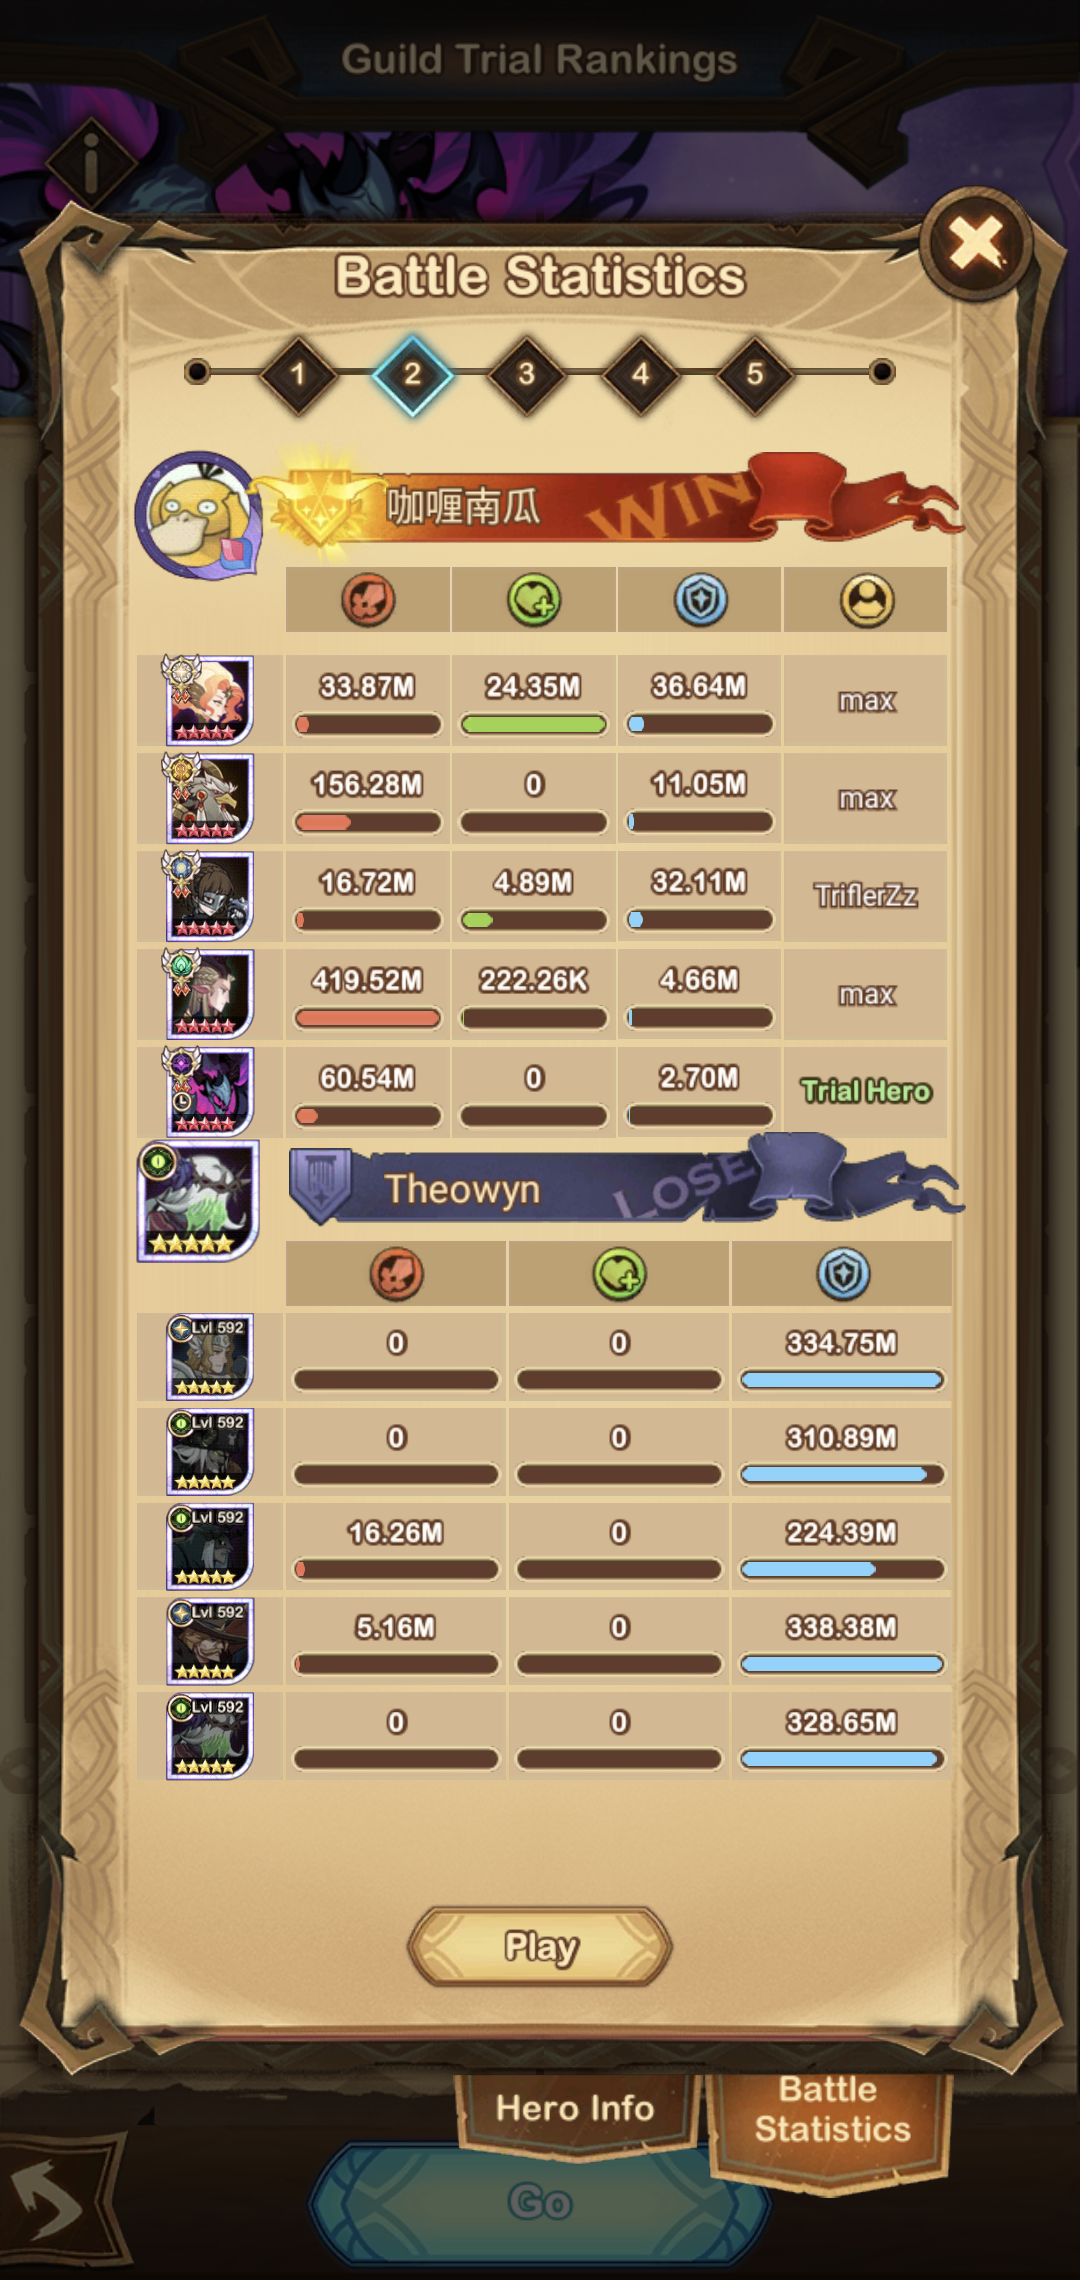 Guild Trial Rankings
Battle Statistics
1 2 3 4 5
咖喱南瓜 WIN
33.87M 24.35M 36.64M max
156.28M 0 11.05M max
16.72M 4.89M 32.11M TriflerZz
419.52M 222.26K 4.66M max
60.54M 0 2.70M Trial Hero
Theowyn LOSE
Lvl 592 0 0 334.75M
Lvl 592 0 0 310.89M
Lvl 592 16.26M 0 224.39M
Lvl 592 5.16M 0 338.38M
Lvl 592 0 0 328.65M
Play
Hero Info
Battle
Statistics
Go